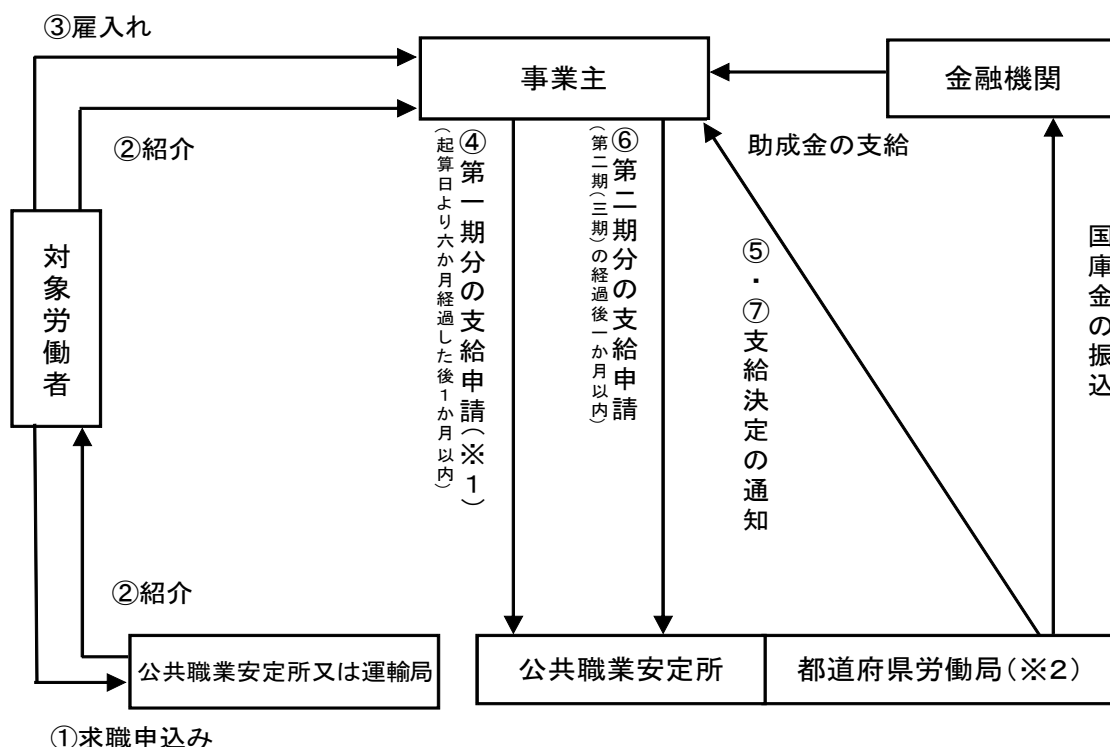 ③雇入れ
事業主
金融機関
②紹介
助成金の支給
④第一期分の支給申請(※1)
(起算日より六か月経過した後1か月以内)
⑥第二期分の支給申請
(第二期(三期)の経過後一か月以内)
⑤・⑦支給決定の通知
国庫金の振込
対象労働者
②紹介
公共職業安定所又は運輸局
公共職業安定所
都道府県労働局(※2)
①求職申込み